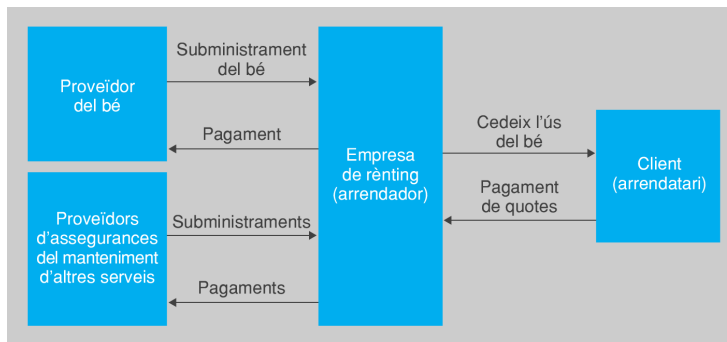 Proveïdor
del bé
Subministrament
del bé
Pagament
Proveïdors
d'assegurances
del manteniment
d'altres serveis
Subministraments
Pagaments
Empresa
de rènting
(arrendador)
Cedeix l'ús
del bé
Pagament
de quotes
Client
(arrendatari)